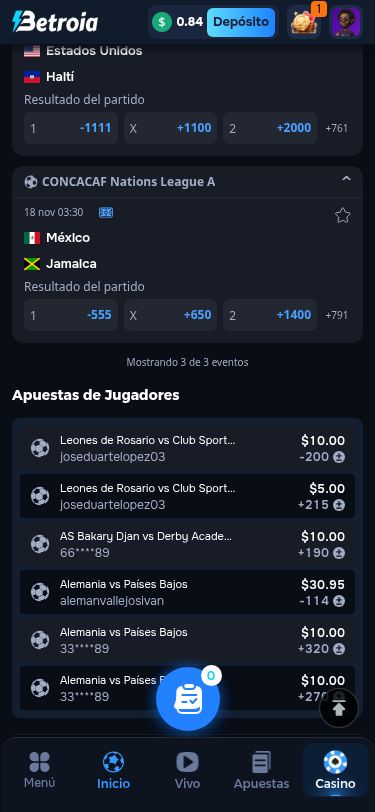 Betroia
$ 0.84 Depósito
1
Estados Unidos
Haití
Resultado del partido
1 -1111 X +1100 2 +2000 +761
CONCACAF Nations League A
18 nov 03:30
México
Jamaica
Resultado del partido
1 -555 X +650 2 +1400 +791
Mostrando 3 de 3 eventos
Apuestas de Jugadores
Leones de Rosario vs Club Sport... $10.00
joseduartelopez03 -200
Leones de Rosario vs Club Sport... $5.00
joseduartelopez03 +215
AS Bakary Djan vs Derby Acade... $10.00
66****89 +190
Alemania vs Países Bajos $30.95
alemanvallejosivan -114
Alemania vs Países Bajos $10.00
33****89 +320
Alemania vs Países $10.00
33****89 +270
0
Menú Inicio Vivo Apuestas Casino